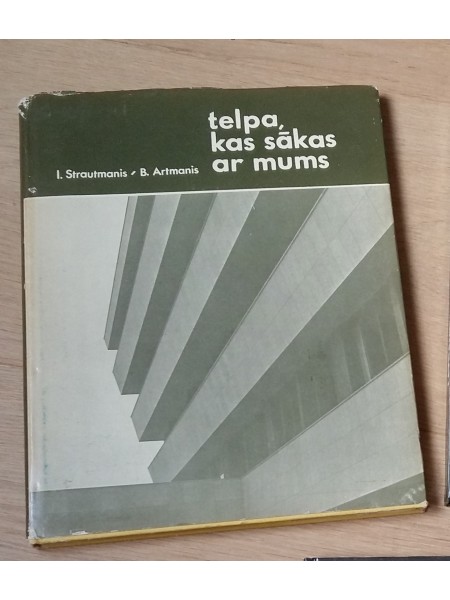 telpa,
kas sākas
ar mums
I. Strautmanis • B. Artmanis